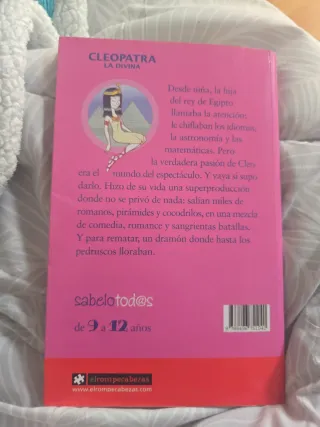 CLEOPATRA
LA DIVINA
Desde niña, la hija
del rey de Egipto
llamaba la atención:
le chiflaban los idiomas,
la astronomía y las
matemáticas. Pero
la verdadera pasión de Cleo
era el mundo del espectáculo. Y vaya si supo
darlo. Hizo de su vida una superproducción
donde no se privó de nada: salían miles de
romanos, pirámides y cocodrilos, en una mezcla
de comedia, romance y sangrientas batallas.
Y para rematar, un dramón donde hasta los
pedruscos lloraban.
sabelotod@s
de 9 a 12 años
elrompecabezas
www.elrompecabezas.com